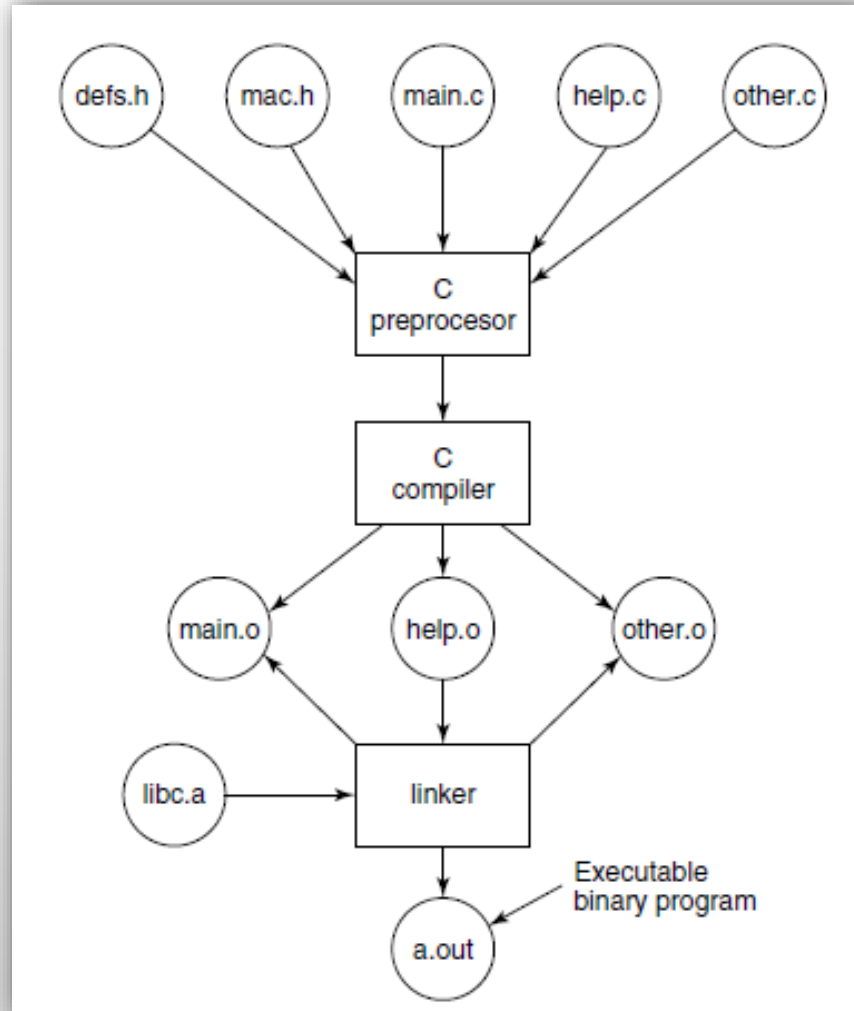 defs.h
mac.h
main.c
help.c
other.c
C
preprocesor
C
compiler
main.o
help.o
other.o
libc.a
linker
Executable
binary program
a.out